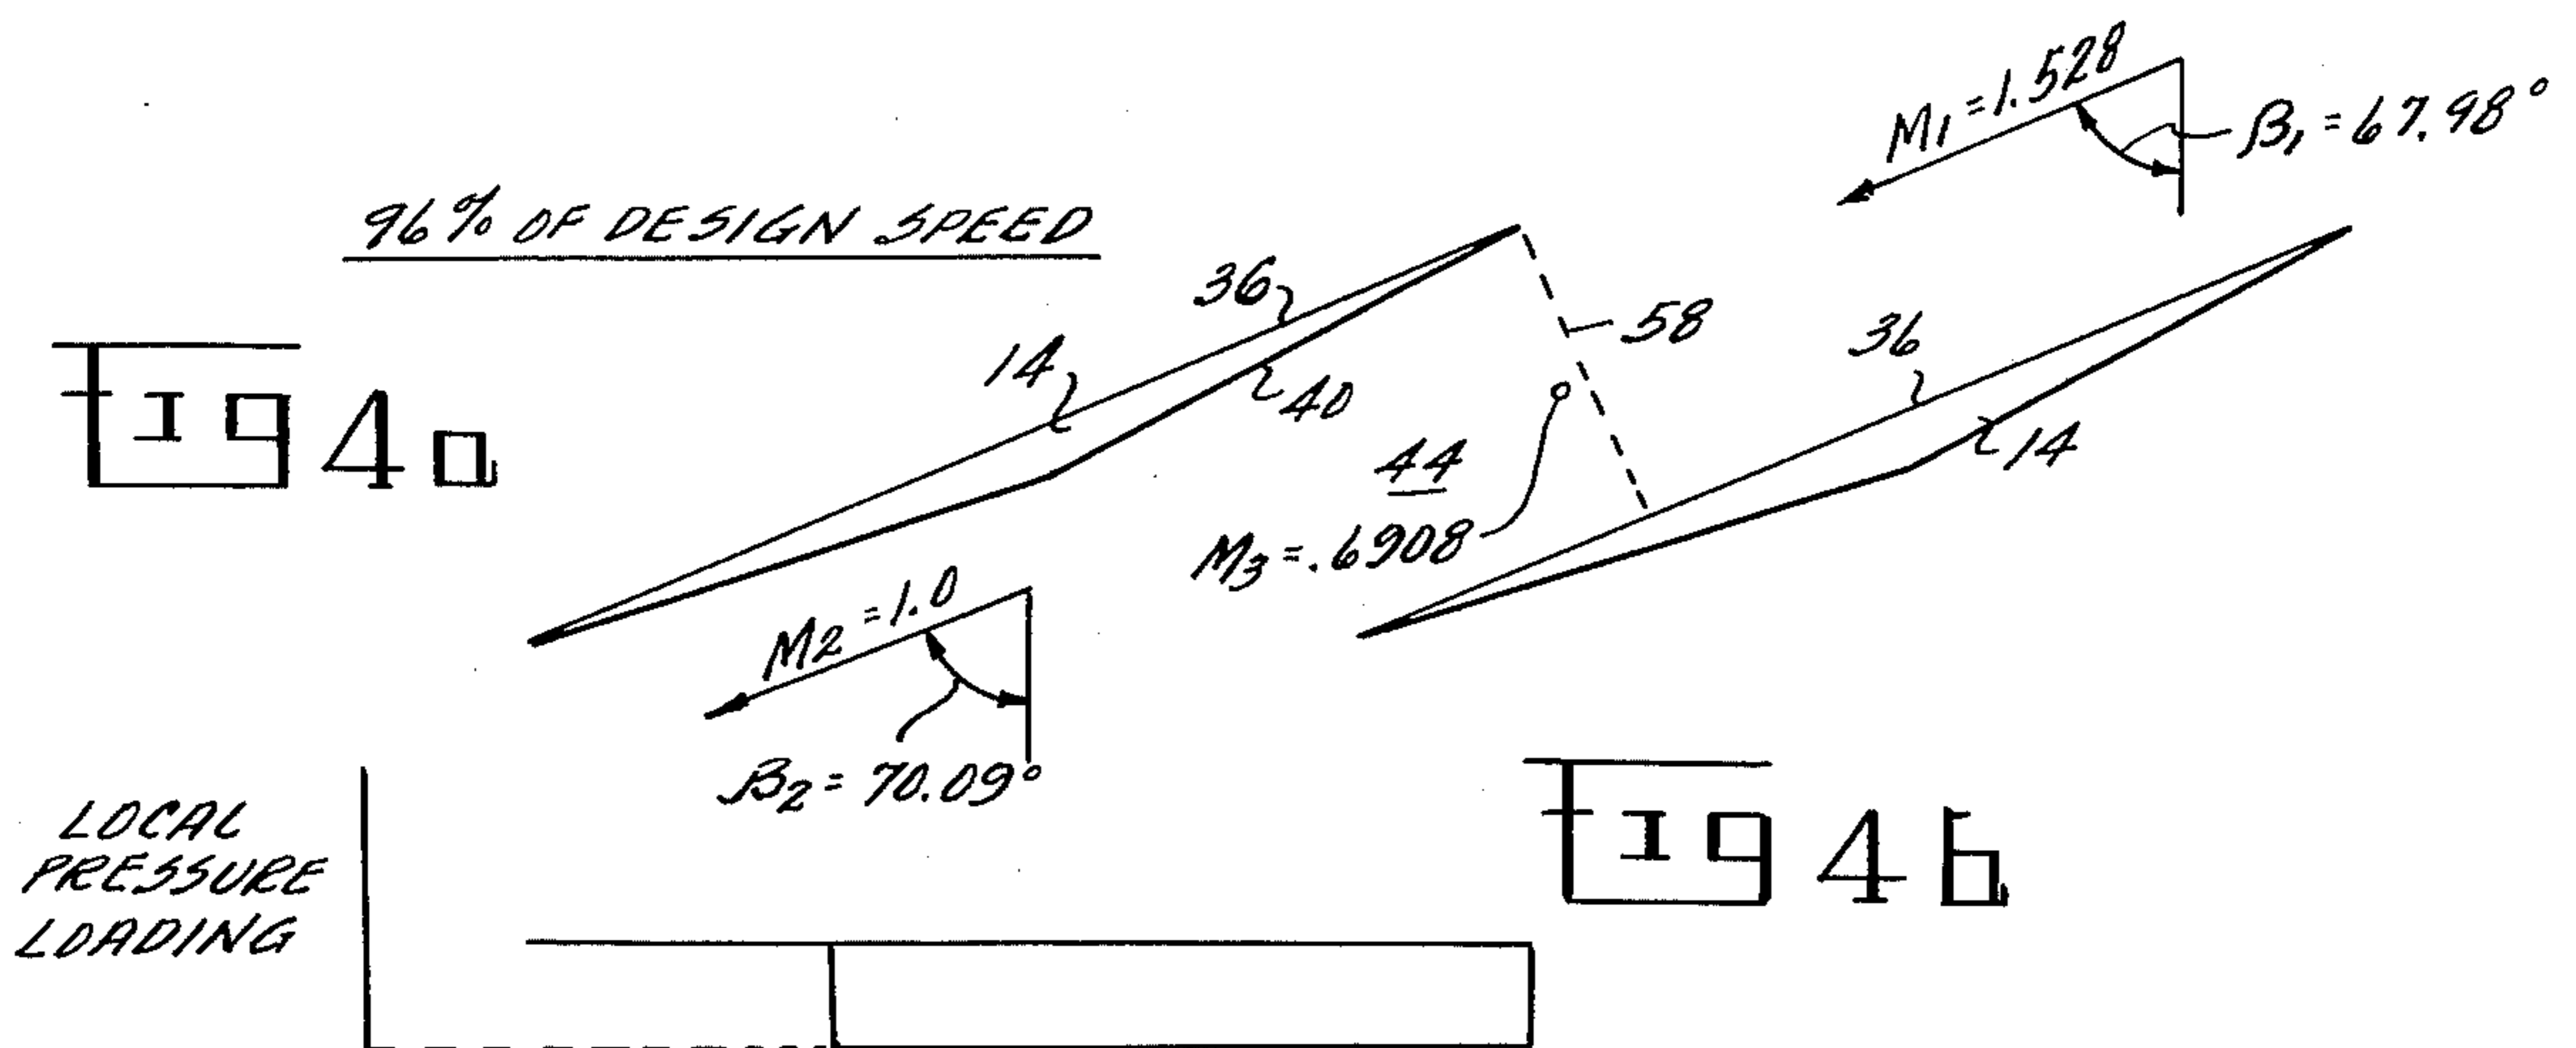 M1 = 1.528
β1 = 67.98°
96% OF DESIGN SPEED
36
58
14
40
36
14
Fig 4a
44
M3 = .6908
M2 = 1.0
β2 = 70.09°
Fig 4b
LOCAL
PRESSURE
LOADING